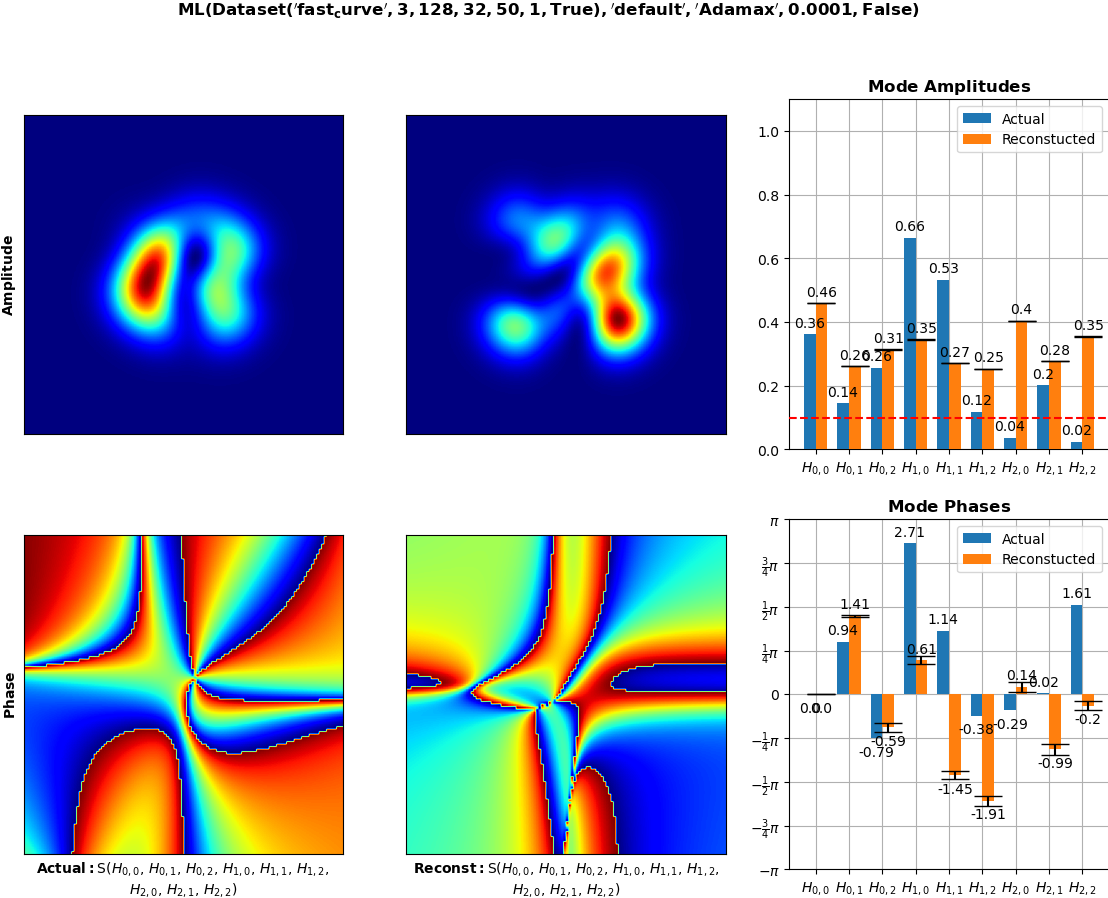 ML(Dataset('fast_curve', 3, 128, 32, 50, 1, True), 'default', 'Adamax', 0.0001, False)
Amplitude
Mode Amplitudes
Actual
Reconstucted
1.0
0.8
0.6
0.4
0.2
0.0
0.36
0.46
0.14
0.26
0.26
0.31
0.66
0.35
0.53
0.27
0.12
0.25
0.04
0.4
0.2
0.28
0.02
0.35
H0,0 H0,1 H0,2 H1,0 H1,1 H1,2 H2,0 H2,1 H2,2
Phase
Mode Phases
Actual
Reconstucted
π
3/4π
1/2π
1/4π
0
−1/4π
−1/2π
−3/4π
−π
0.0
0.0
0.94
1.41
-0.79
-0.59
2.71
0.61
1.14
-1.45
-0.38
-1.91
-0.29
0.14
0.02
-0.99
1.61
-0.2
H0,0 H0,1 H0,2 H1,0 H1,1 H1,2 H2,0 H2,1 H2,2
Actual: S(H0,0, H0,1, H0,2, H1,0, H1,1, H1,2,
H2,0, H2,1, H2,2)
Reconst: S(H0,0, H0,1, H0,2, H1,0, H1,1, H1,2,
H2,0, H2,1, H2,2)